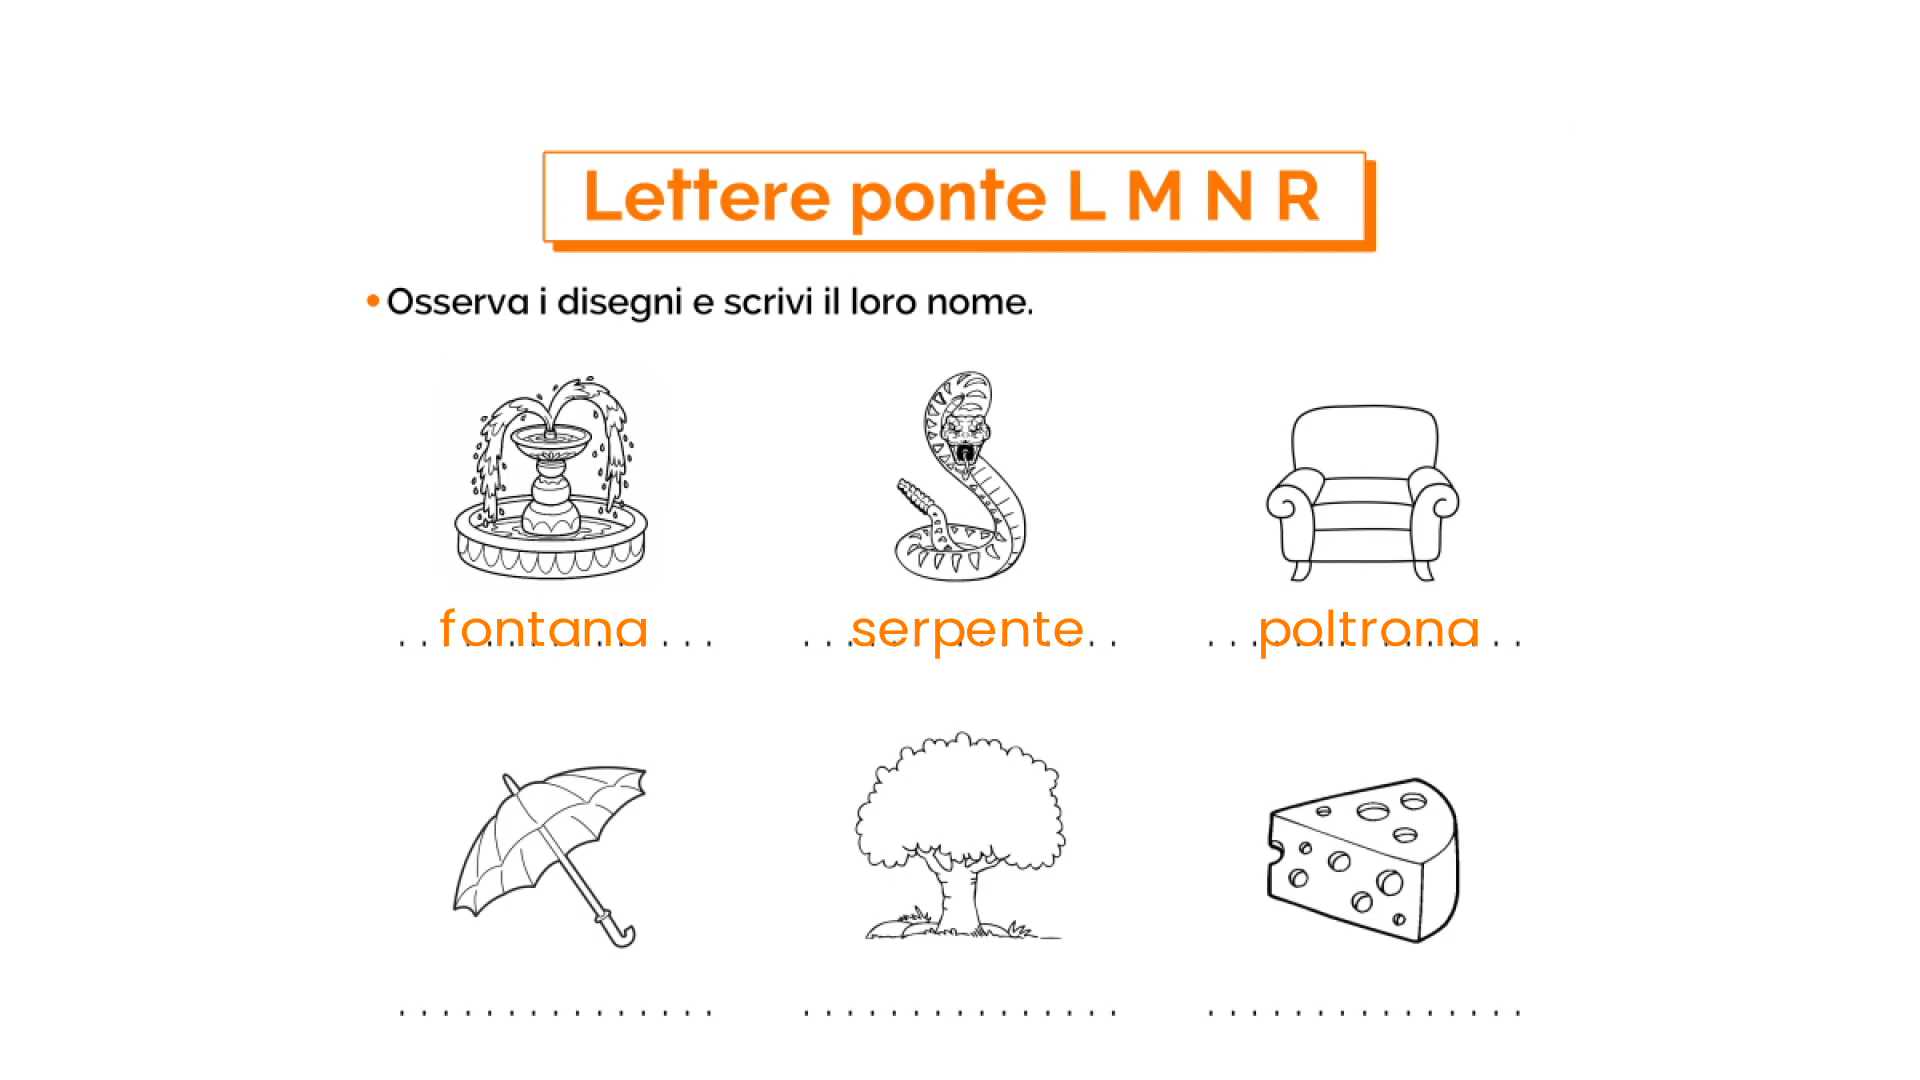 Lettere ponte L M N R
• Osserva i disegni e scrivi il loro nome.
fontana serpente poltrona